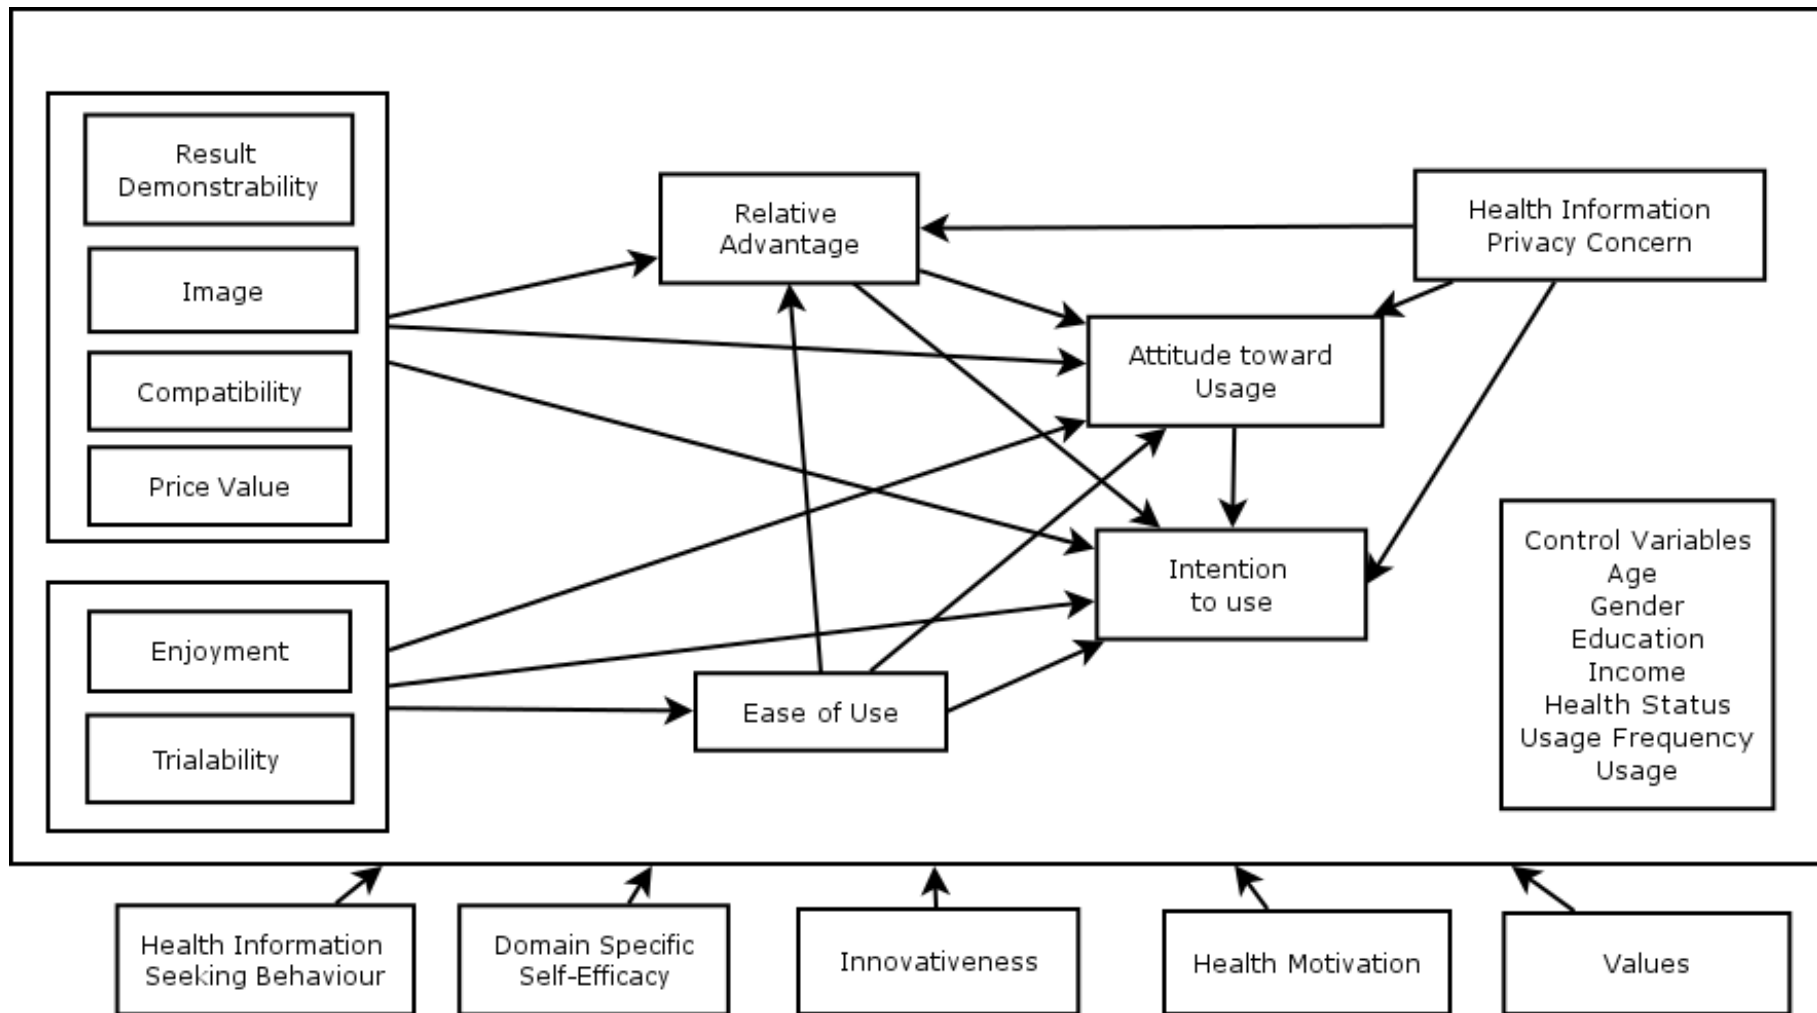 Result
Demonstrability
Image
Compatibility
Price Value
Enjoyment
Trialability
Relative
Advantage
Ease of Use
Attitude toward
Usage
Intention
to use
Health Information
Privacy Concern
Control Variables
Age
Gender
Education
Income
Health Status
Usage Frequency
Usage
Health Information
Seeking Behaviour
Domain Specific
Self-Efficacy
Innovativeness
Health Motivation
Values